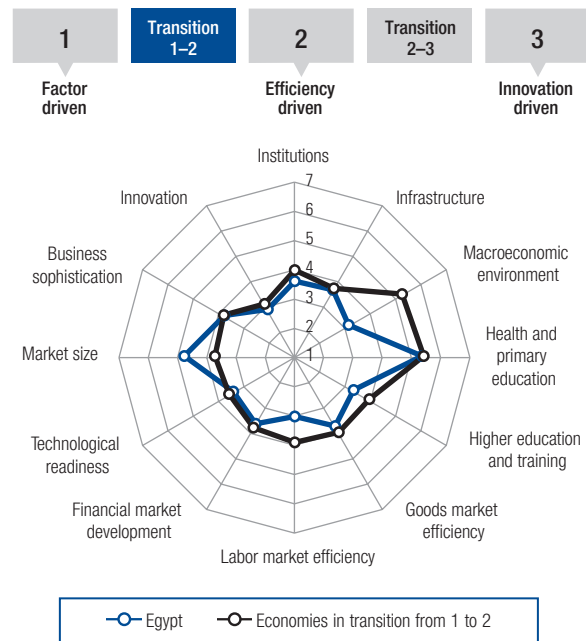 1
Transition
1–2
2
Transition
2–3
3
Factor
driven
Efficiency
driven
Innovation
driven
Institutions
7
Innovation
Infrastructure
6
5
Business
sophistication
Macroeconomic
environment
4
3
2
Market size
1
Health and
primary
education
Technological
readiness
Higher education
and training
Financial market
development
Goods market
efficiency
Labor market efficiency
Egypt
Economies in transition from 1 to 2